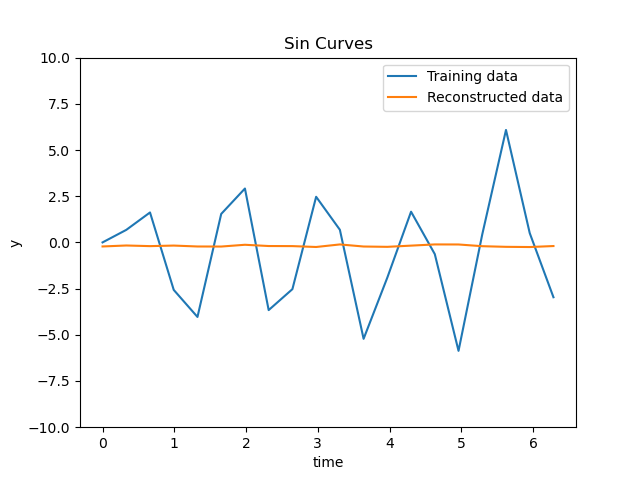 Sin Curves
Training data
Reconstructed data
10.0
7.5
5.0
2.5
0.0
−2.5
−5.0
−7.5
−10.0
y
0 1 2 3 4 5 6
time